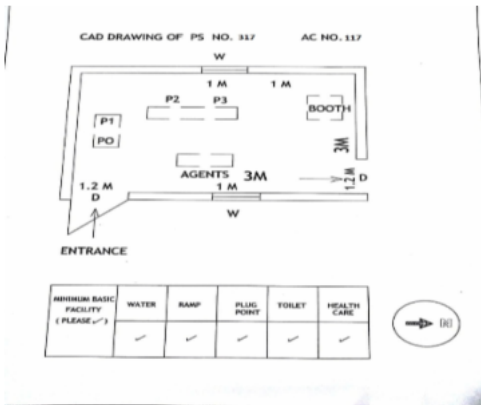 CAD DRAWING OF PS NO. 317 AC NO. 117
W
1 M 1 M
P2 P3
BOOTH
P1
PO
3M
AGENTS 3M
1.2 M 1 M 1.2 M D
D
W
ENTRANCE
MINIMUM BASIC FACILITY ( PLEASE ✓ ) WATER RAMP PLUG POINT TOILET HEALTH CARE
✓ ✓ ✓ ✓ ✓